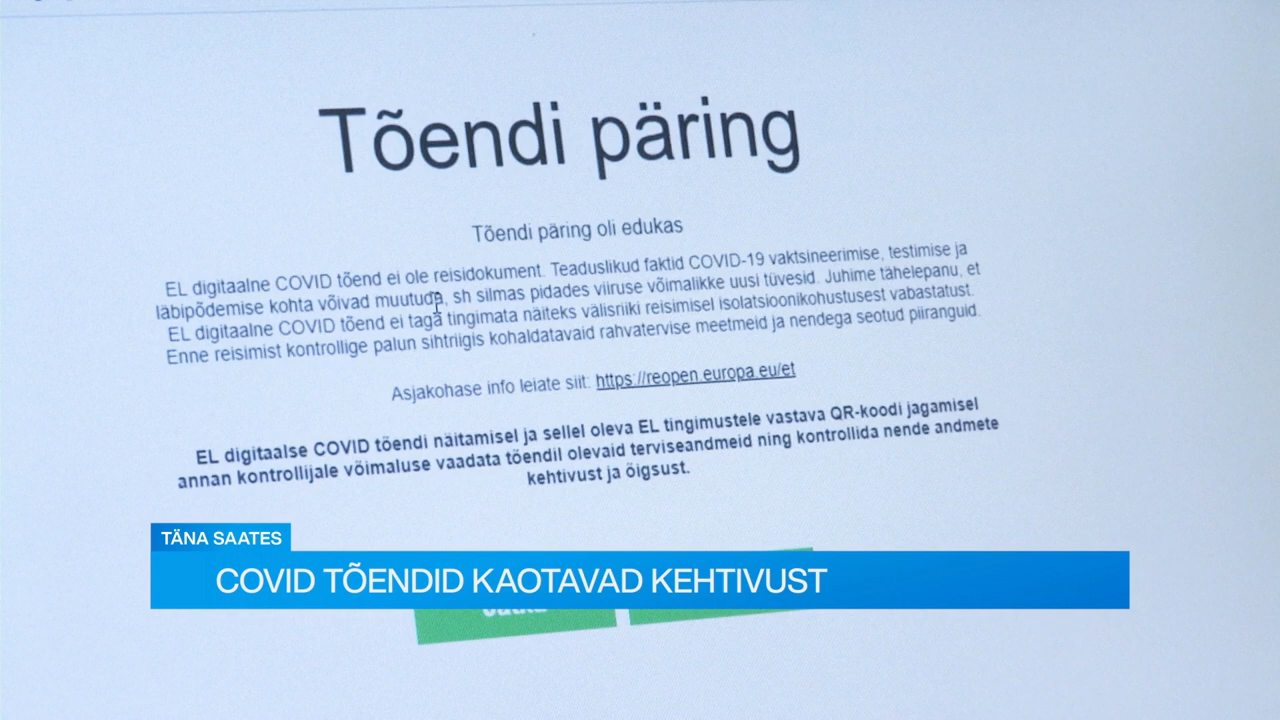 Tõendi päring
Tõendi päring oli edukas
EL digitaalne COVID tõend ei ole reisidokument. Teaduslikud faktid COVID-19 vaktsineerimise, testimise ja
läbipõdemise kohta võivad muutuda, sh silmas pidades viiruse võimalikke uusi tüvesid. Juhime tähelepanu, et
EL digitaalne COVID tõend ei taga tingimata näiteks välisriiki reisimisel isolatsioonikohustusest vabastatust.
Enne reisimist kontrollige palun sihtriigis kohaldatavaid rahvatervise meetmeid ja nendega seotud piiranguid.
Asjakohase info leiate siit: https://reopen.europa.eu/et
EL digitaalse COVID tõendi näitamisel ja sellel oleva EL tingimustele vastava QR-koodi jagamisel
annan kontrollijale võimaluse vaadata tõendil olevaid terviseandmeid ning kontrollida nende andmete
kehtivust ja õigsust.
TÄNA SAATES
COVID TÕENDID KAOTAVAD KEHTIVUST